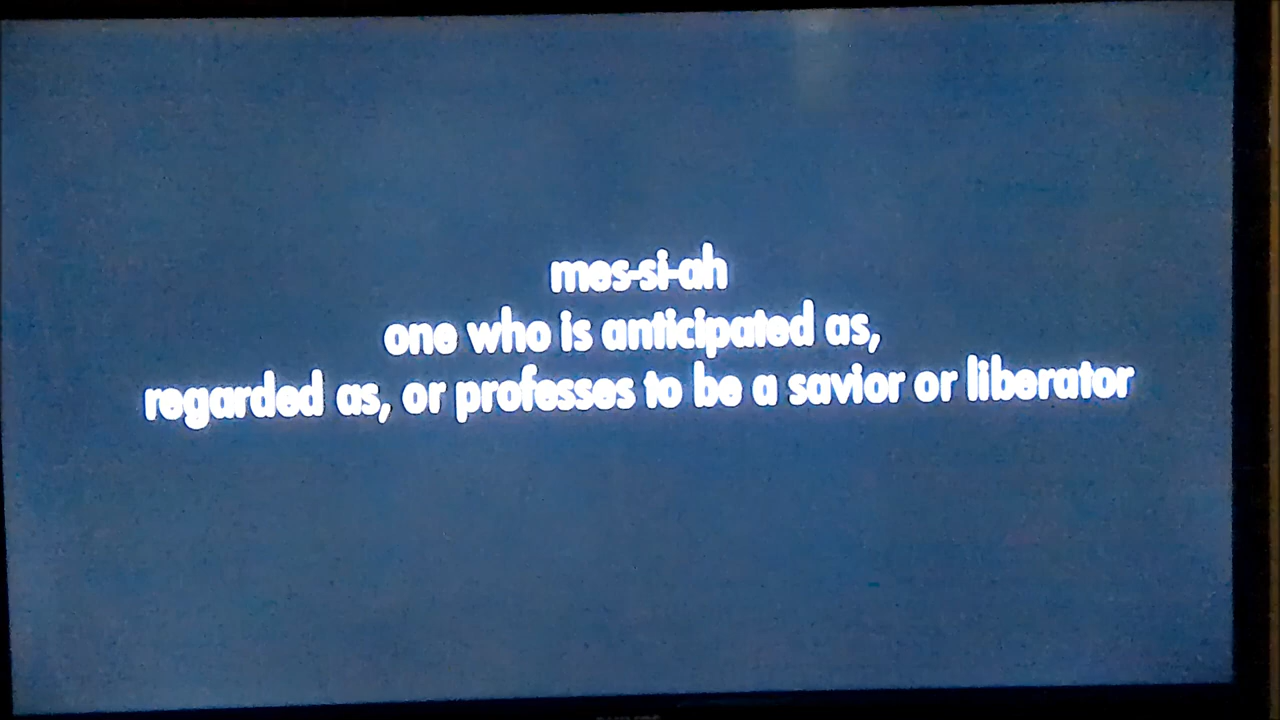 mes-si-ah
one who is anticipated as,
regarded as, or professes to be a savior or liberator